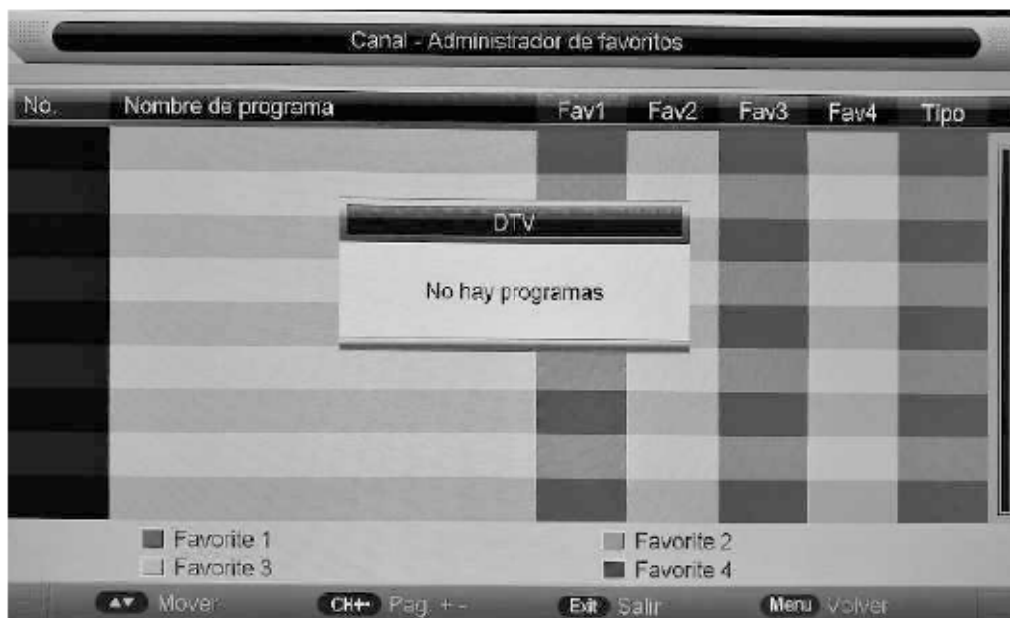 Canal - Administrador de favoritos
No. Nombre de programa Fav1 Fav2 Fav3 Fav4 Tipo
DTV
No hay programas
Favorite 1 Favorite 2
Favorite 3 Favorite 4
▲▼ Mover CH+- Pag. + - Exit Salir Menu Volver